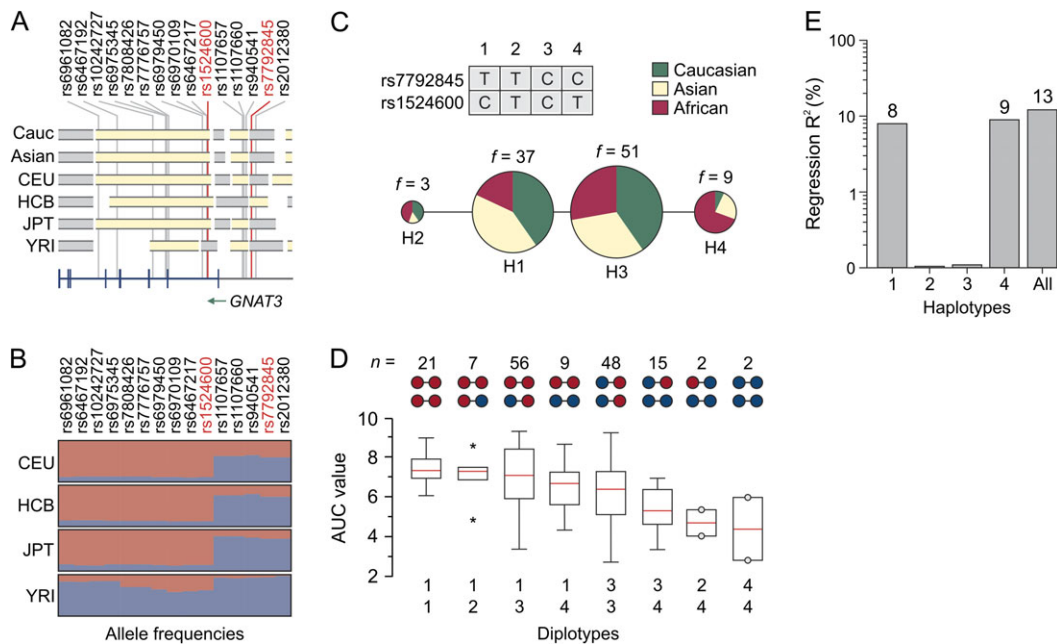 A
rs6961082
rs6467192
rs10242727
rs6975345
rs7808426
rs7776757
rs6979450
rs6970109
rs6467217
rs1524600
rs1107657
rs1107660
rs940541
rs7792845
rs2012380
Cauc
Asian
CEU
HCB
JPT
YRI
GNAT3
B
rs6961082
rs6467192
rs10242727
rs6975345
rs7808426
rs77776757
rs6979450
rs6970109
rs6467217
rs1524600
rs1107657
rs1107660
rs940541
rs7792845
rs2012380
CEU
HCB
JPT
YRI
Allele frequencies
C
1 2 3 4
rs7792845 T T C C
rs1524600 C T C T
Caucasian
Asian
African
f = 3
f = 37
f = 51
f = 9
H2
H1
H3
H4
D
n = 21 7 56 9 48 15 2 2
AUC value
10
8
6
4
2
* 
*
1 1 1 1 3 3 2 4
1 2 3 4 3 4 4 4
Diplotypes
E
Regression R² (%)
100
10
1
0
8
9
13
1 2 3 4 All
Haplotypes